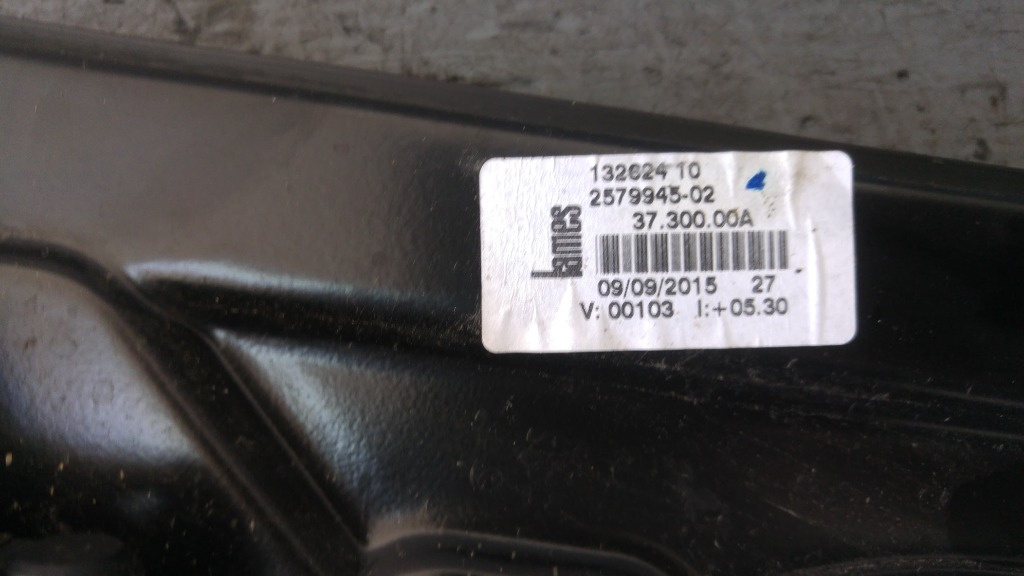 132624 10
2579945-02
37.300.00A
Lames
09/09/2015 27
V: 00103 I:+05.30